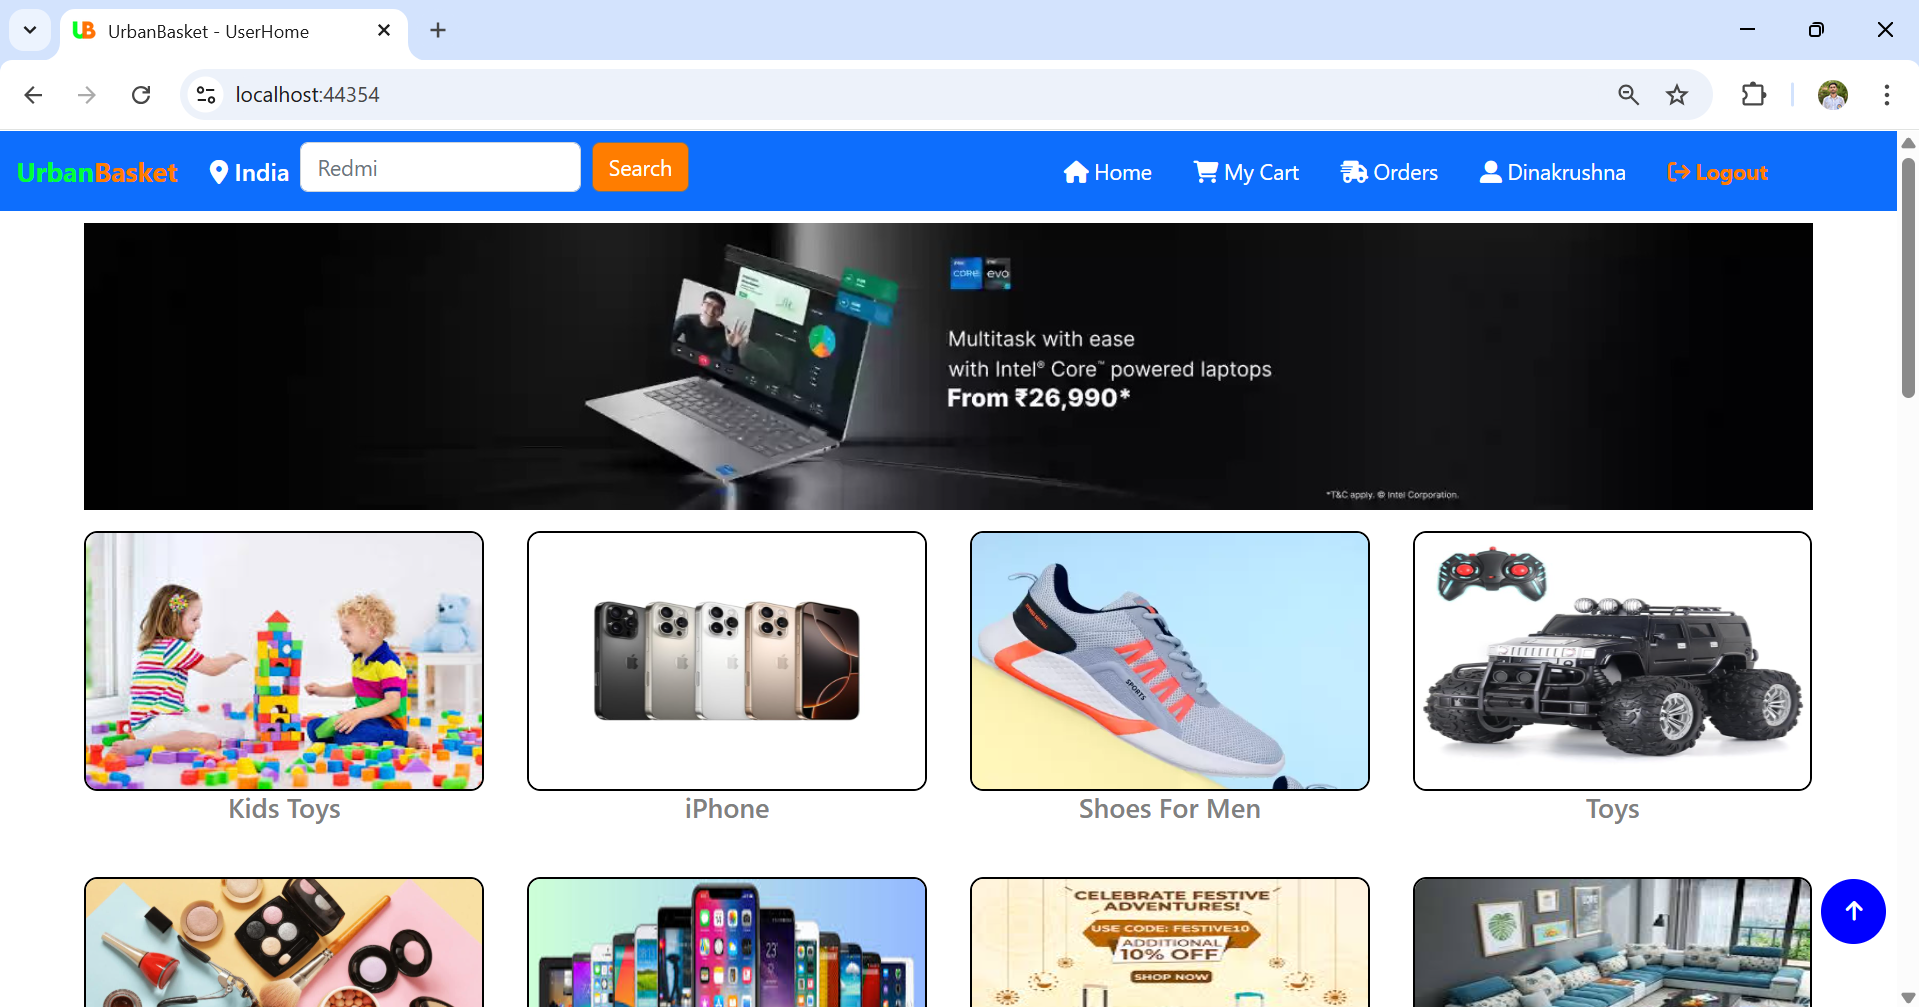 UrbanBasket - UserHome
localhost:44354
UrbanBasket India Redmi Search Home My Cart Orders Dinakrushna Logout
CORE evo
Multitask with ease
with Intel® Core™ powered laptops
From ₹26,990*
*T&C apply. © Intel Corporation.
SPORTS
Kids Toys iPhone Shoes For Men Toys
CELEBRATE FESTIVE
ADVENTURES!
USE CODE: FESTIVE10
ADDITIONAL
10% OFF
SHOP NOW
23